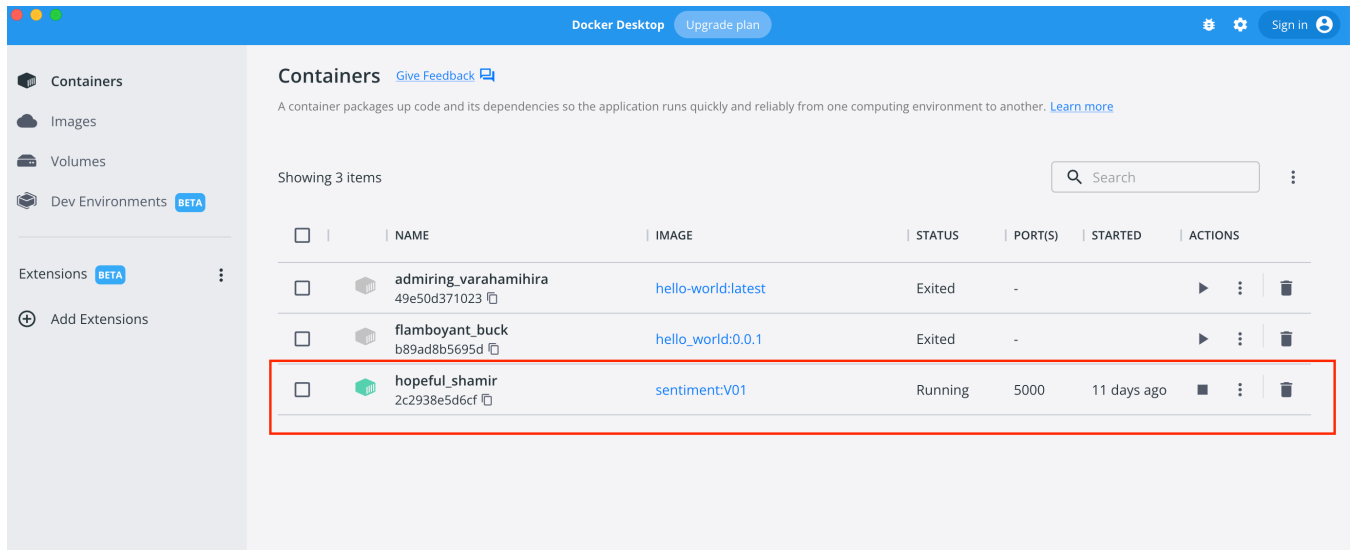 Docker Desktop Upgrade plan Sign in
Containers
Images
Volumes
Dev Environments BETA
Extensions BETA
Add Extensions
Containers Give Feedback
A container packages up code and its dependencies so the application runs quickly and reliably from one computing environment to another. Learn more
Showing 3 items Search
NAME IMAGE STATUS PORT(S) STARTED ACTIONS
admiring_varahamihira
49e50d371023 hello-world:latest Exited -
flamboyant_buck
b89ad8b5695d hello_world:0.0.1 Exited -
hopeful_shamir
2c2938e5d6cf sentiment:V01 Running 5000 11 days ago